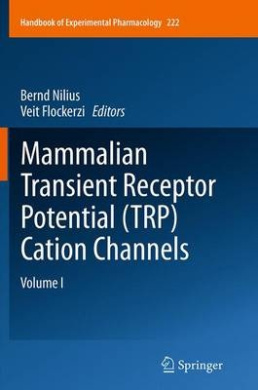 Handbook of Experimental Pharmacology 222
Bernd Nilius
Veit Flockerzi Editors
Mammalian
Transient Receptor
Potential (TRP)
Cation Channels
Volume I
Springer